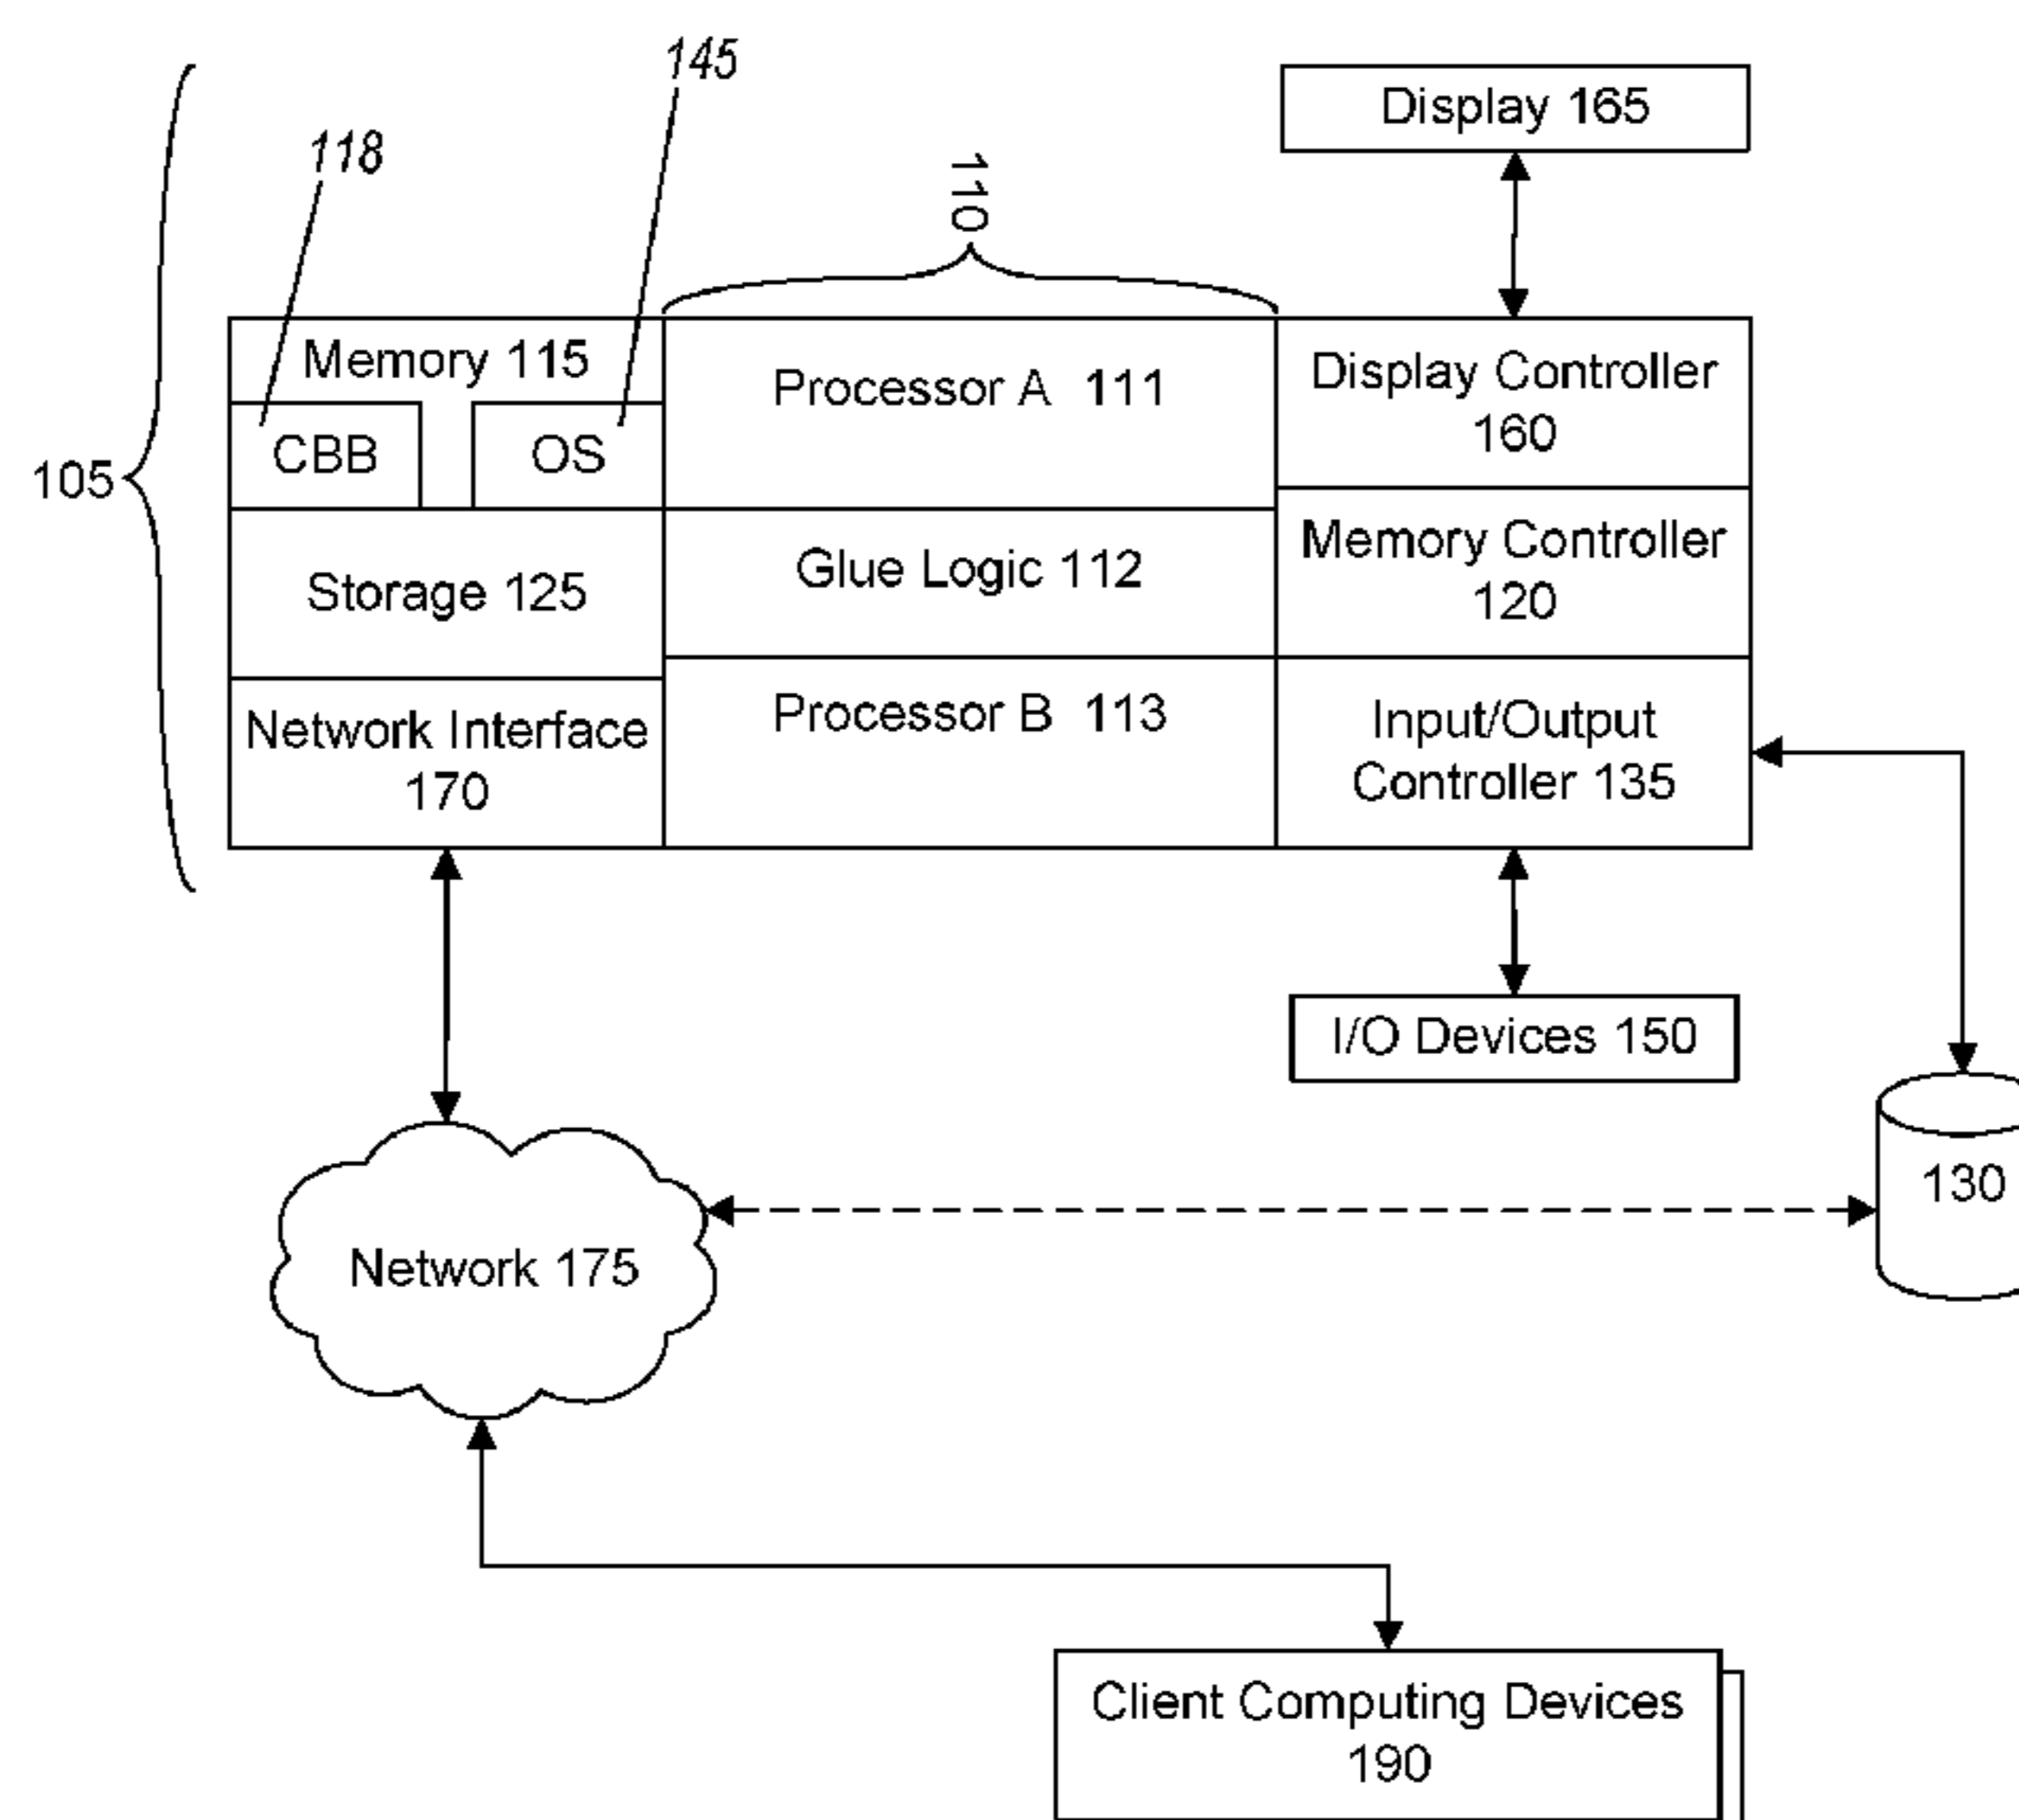 145
118
110
Display 165
105
Memory 115
CBB
OS
Storage 125
Network Interface
170
Processor A 111
Glue Logic 112
Processor B 113
Display Controller
160
Memory Controller
120
Input/Output
Controller 135
I/O Devices 150
130
Network 175
Client Computing Devices
190